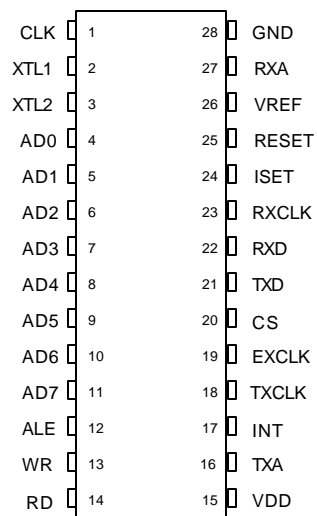 CLK 1 28 GND
XTL1 2 27 RXA
XTL2 3 26 VREF
AD0 4 25 RESET
AD1 5 24 ISET
AD2 6 23 RXCLK
AD3 7 22 RXD
AD4 8 21 TXD
AD5 9 20 CS
AD6 10 19 EXCLK
AD7 11 18 TXCLK
ALE 12 17 INT
WR 13 16 TXA
RD 14 15 VDD